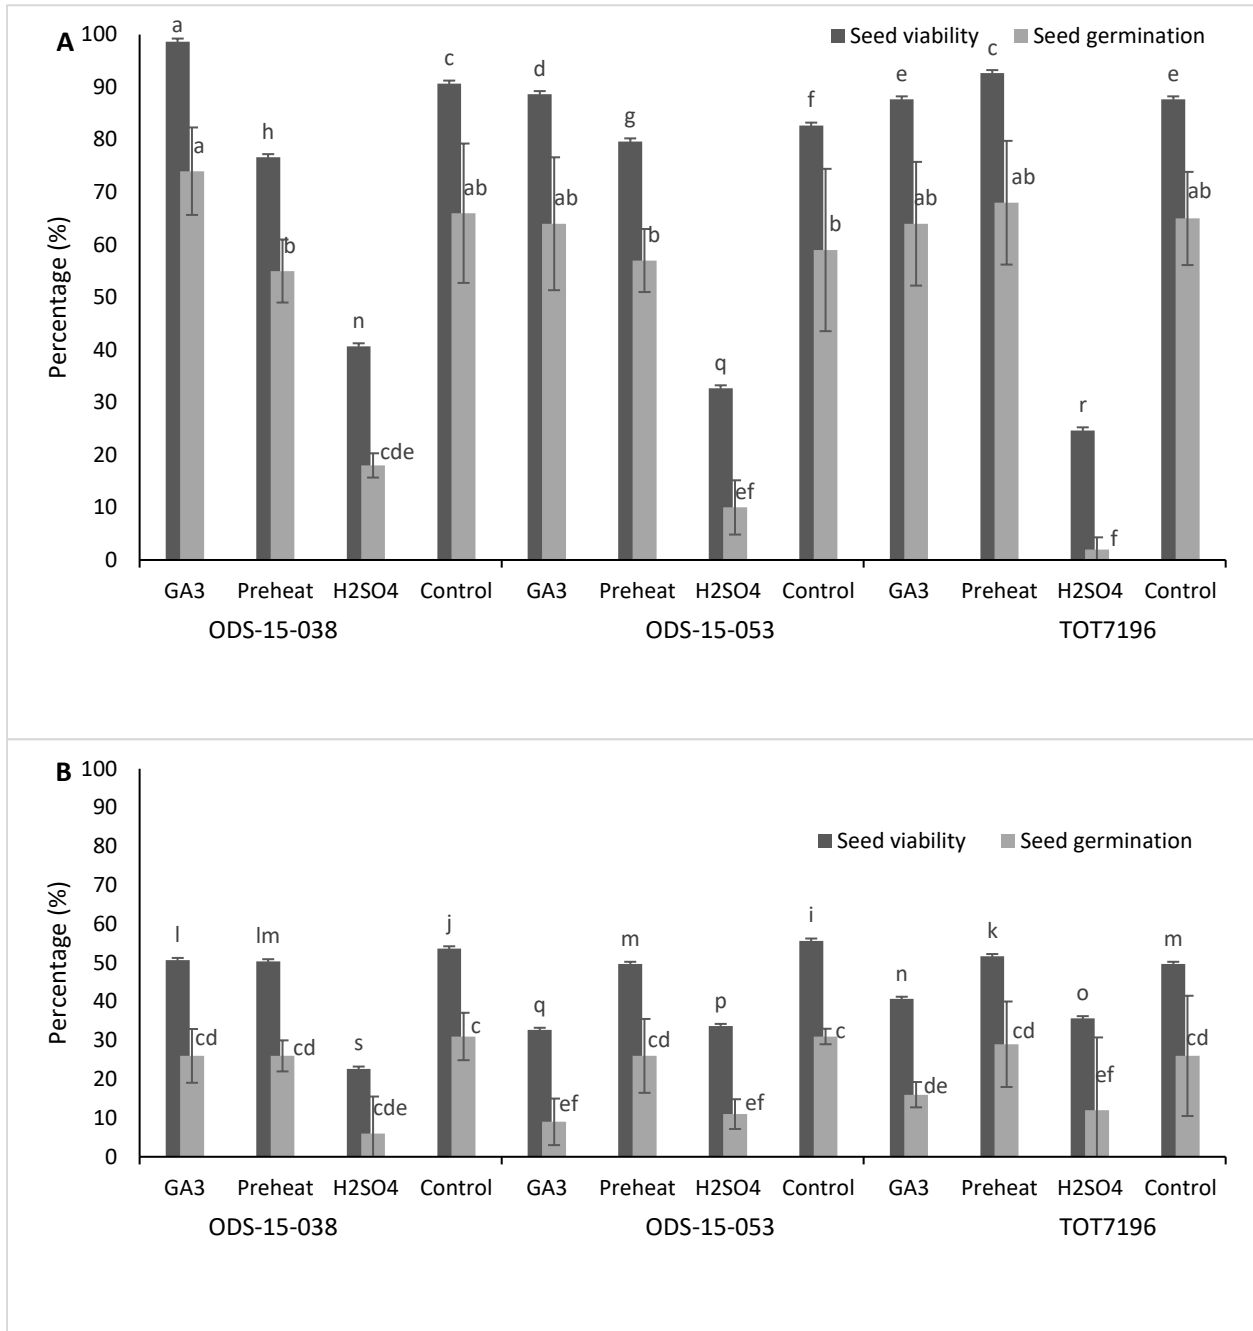 A
Seed viability Seed germination
Percentage (%)
100
90
80
70
60
50
40
30
20
10
0
a a h b n cde c ab d ab g b q ef f b e ab c ab r f e ab
GA3 Preheat H2SO4 Control GA3 Preheat H2SO4 Control GA3 Preheat H2SO4 Control
ODS-15-038 ODS-15-053 TOT7196
B
Seed viability Seed germination
Percentage (%)
100
90
80
70
60
50
40
30
20
10
0
l cd lm cd s cde j c q ef m cd p ef i c n de k cd o ef m cd
GA3 Preheat H2SO4 Control GA3 Preheat H2SO4 Control GA3 Preheat H2SO4 Control
ODS-15-038 ODS-15-053 TOT7196